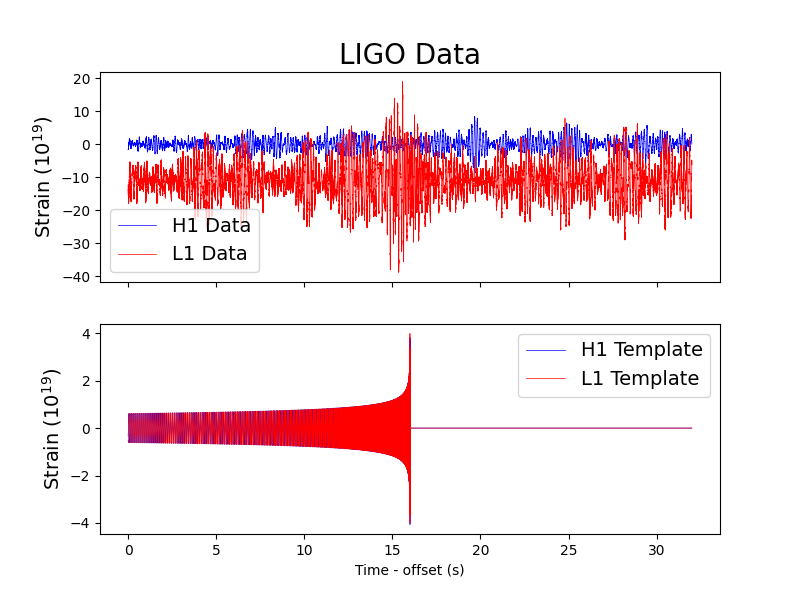 LIGO Data
Strain (10^19)
20
10
0
−10
−20
−30
−40
H1 Data
L1 Data
Strain (10^19)
4
2
0
−2
−4
H1 Template
L1 Template
0 5 10 15 20 25 30
Time - offset (s)